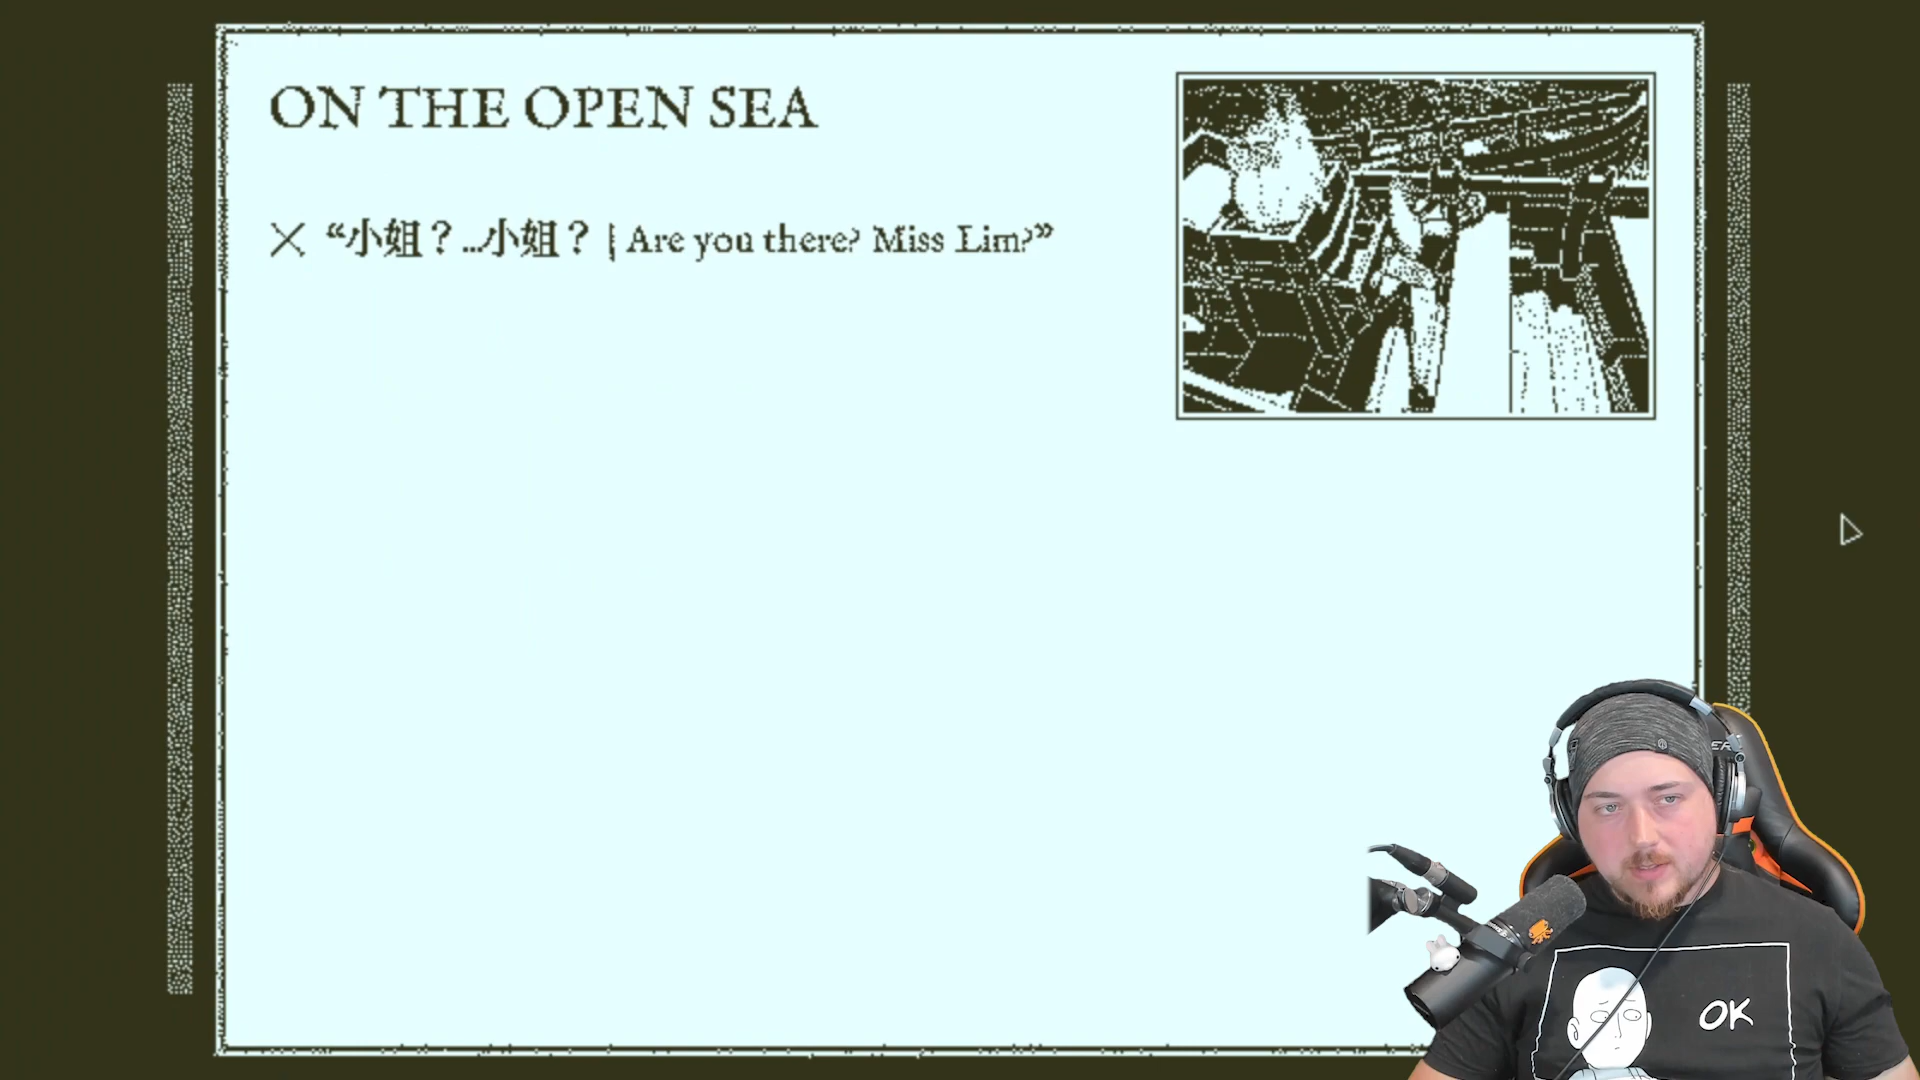 ON THE OPEN SEA
“小姐？...小姐？ | Are you there? Miss Lim?”
OK